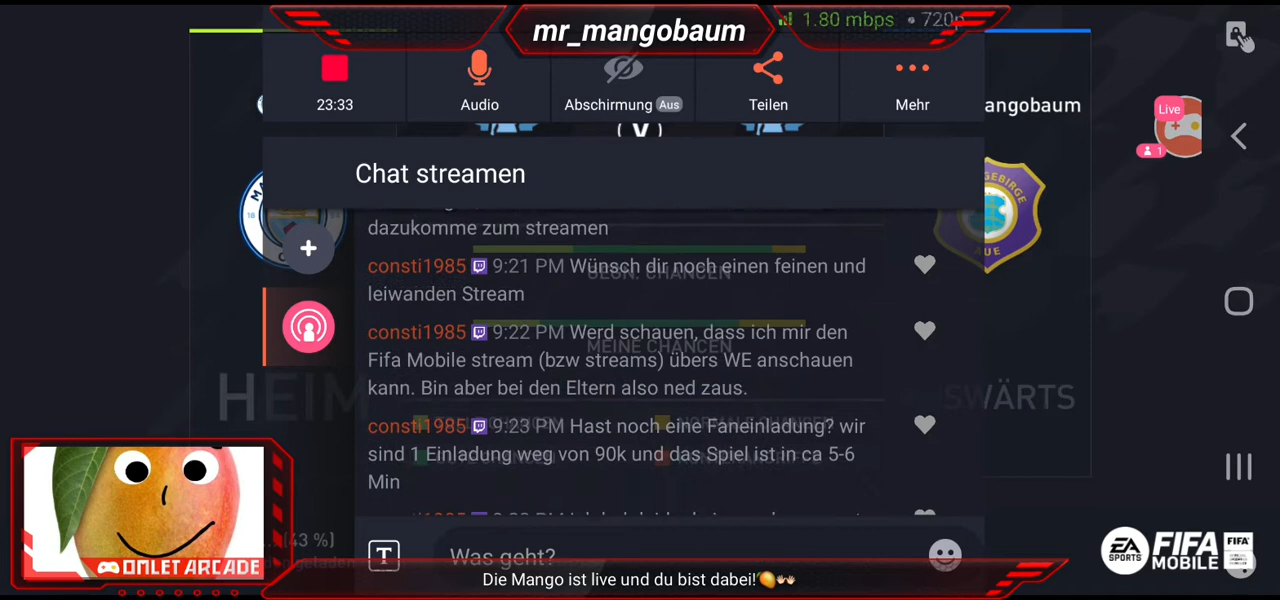 mr_mangobaum
1.80 mbps • 720p
23:33
Audio
Abschirmung Aus
Teilen
Mehr
angobaum
Live
1
Chat streamen
dazukomme zum streamen
consti1985 9:21 PM Wünsch dir noch einen feinen und
leiwanden Stream
GEGN. CHANCEN
consti1985 9:22 PM Werd schauen, dass ich mir den
Fifa Mobile stream (bzw streams) übers WE anschauen
kann. Bin aber bei den Eltern also ned zaus.
MEINE CHANCEN
HEIM
SWÄRTS
consti1985 9:23 PM Hast noch eine Faneinladung? wir
sind 1 Einladung weg von 90k und das Spiel ist in ca 5-6
Min
AUE
(43 %)
T
Was geht?
OMLET ARCADE
Die Mango ist live und du bist dabei!
EA
SPORTS
FIFA
MOBILE
FIFA